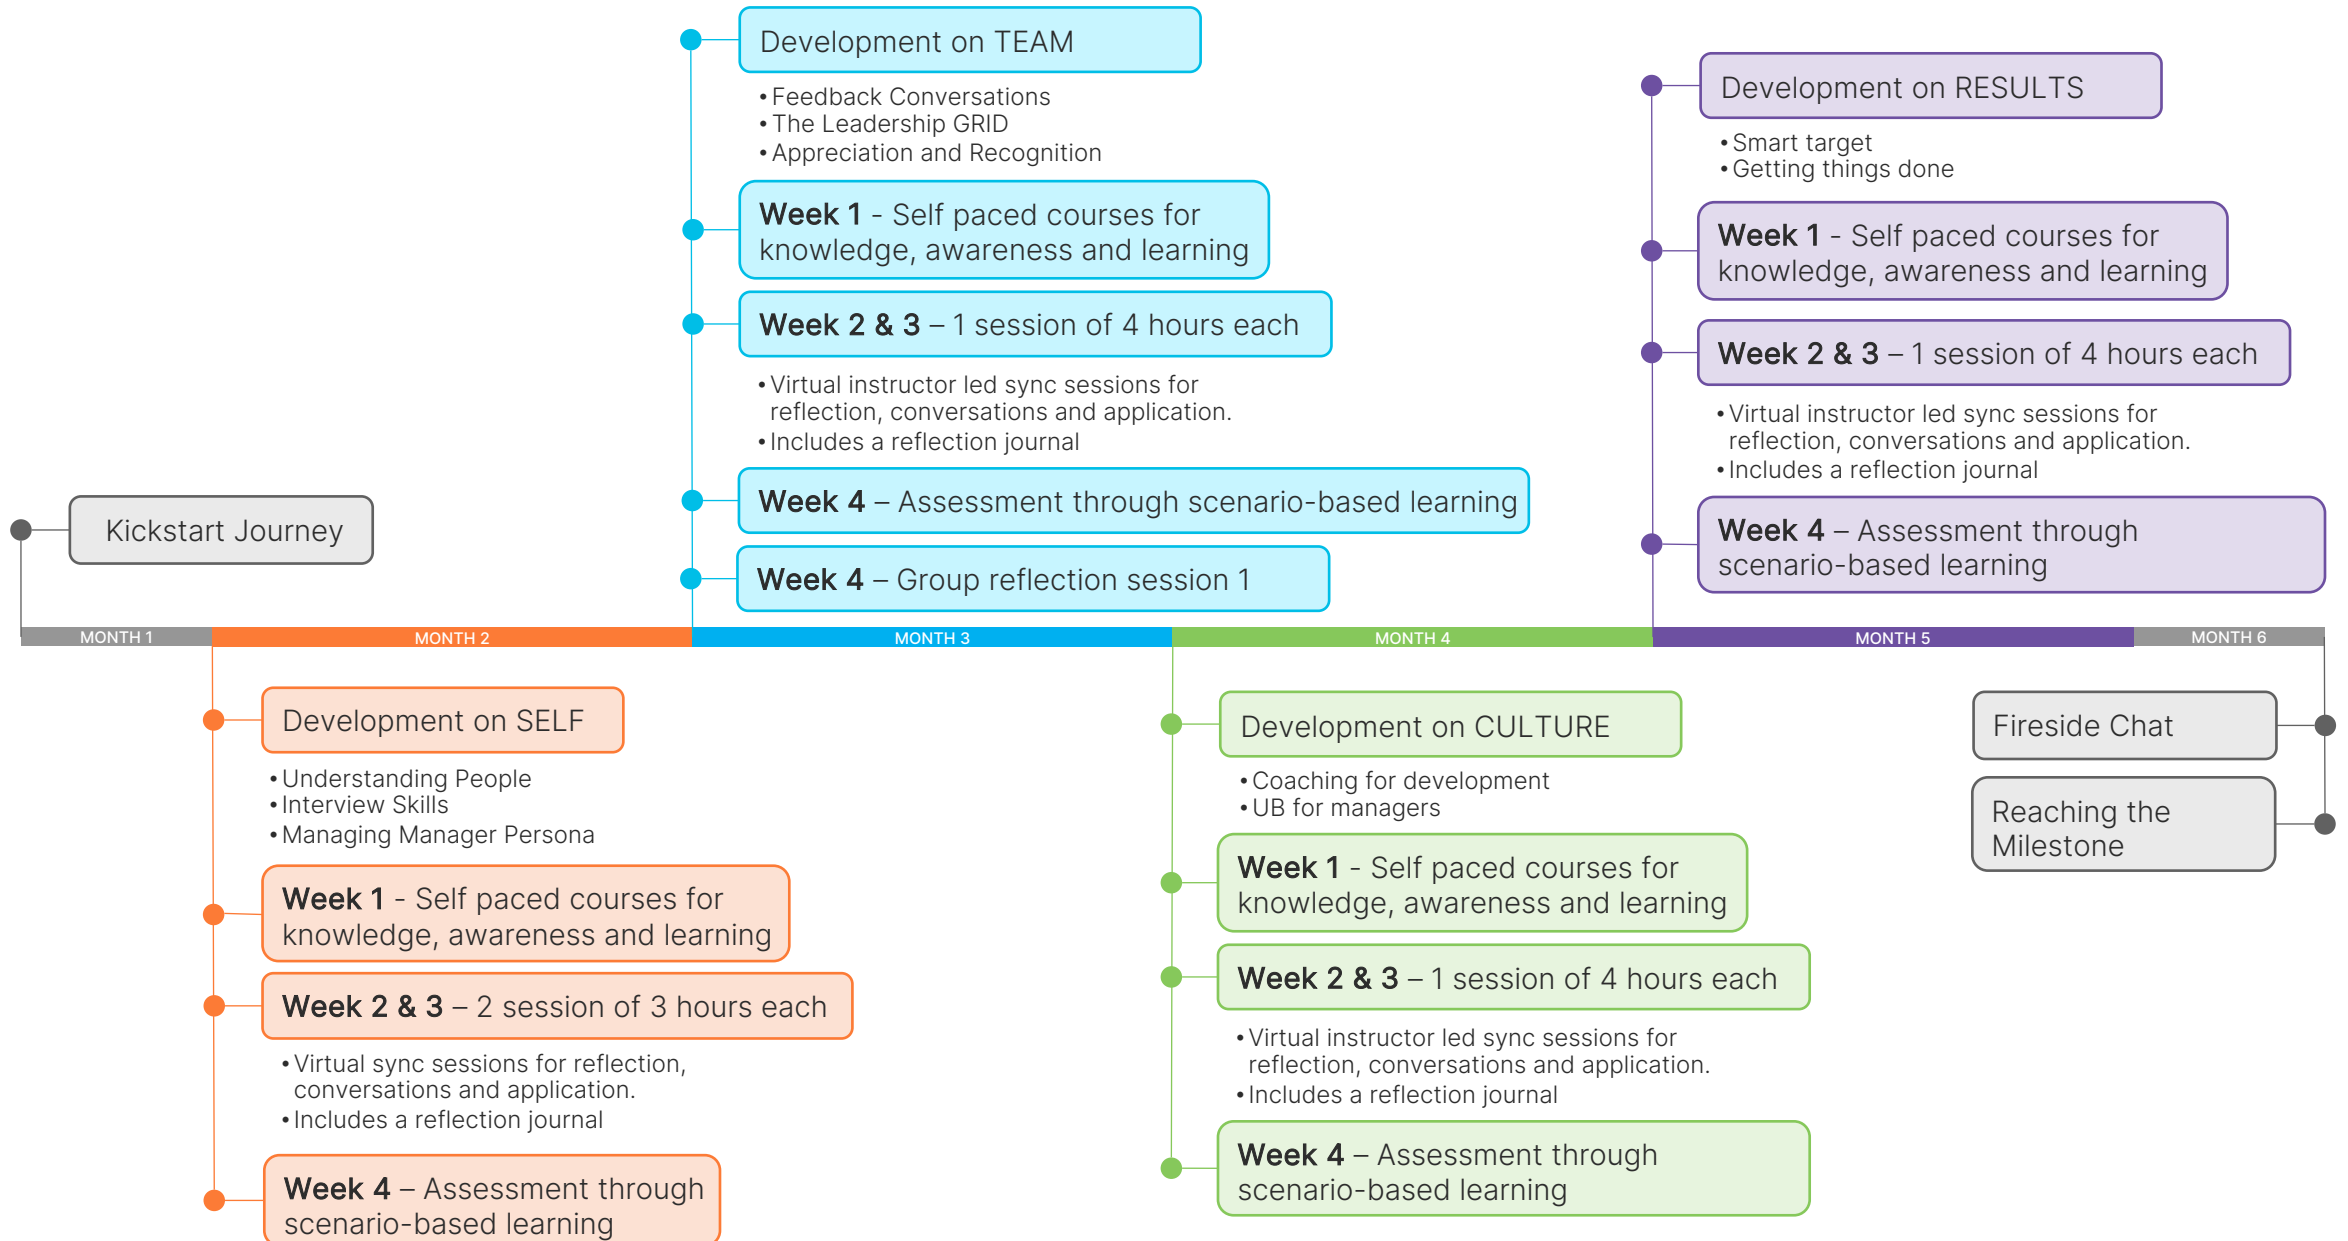 Kickstart Journey
MONTH 1
MONTH 2
MONTH 3
MONTH 4
MONTH 5
MONTH 6
Development on SELF
• Understanding People
• Interview Skills
• Managing Manager Persona
Week 1 - Self paced courses for
knowledge, awareness and learning
Week 2 & 3 – 2 session of 3 hours each
• Virtual sync sessions for reflection,
conversations and application.
• Includes a reflection journal
Week 4 – Assessment through
scenario-based learning
Development on TEAM
• Feedback Conversations
• The Leadership GRID
• Appreciation and Recognition
Week 1 - Self paced courses for
knowledge, awareness and learning
Week 2 & 3 – 1 session of 4 hours each
• Virtual instructor led sync sessions for
reflection, conversations and application.
• Includes a reflection journal
Week 4 – Assessment through scenario-based learning
Week 4 – Group reflection session 1
Development on CULTURE
• Coaching for development
• UB for managers
Week 1 - Self paced courses for
knowledge, awareness and learning
Week 2 & 3 – 1 session of 4 hours each
• Virtual instructor led sync sessions for
reflection, conversations and application.
• Includes a reflection journal
Week 4 – Assessment through
scenario-based learning
Development on RESULTS
• Smart target
• Getting things done
Week 1 - Self paced courses for
knowledge, awareness and learning
Week 2 & 3 – 1 session of 4 hours each
• Virtual instructor led sync sessions for
reflection, conversations and application.
• Includes a reflection journal
Week 4 – Assessment through
scenario-based learning
Fireside Chat
Reaching the
Milestone